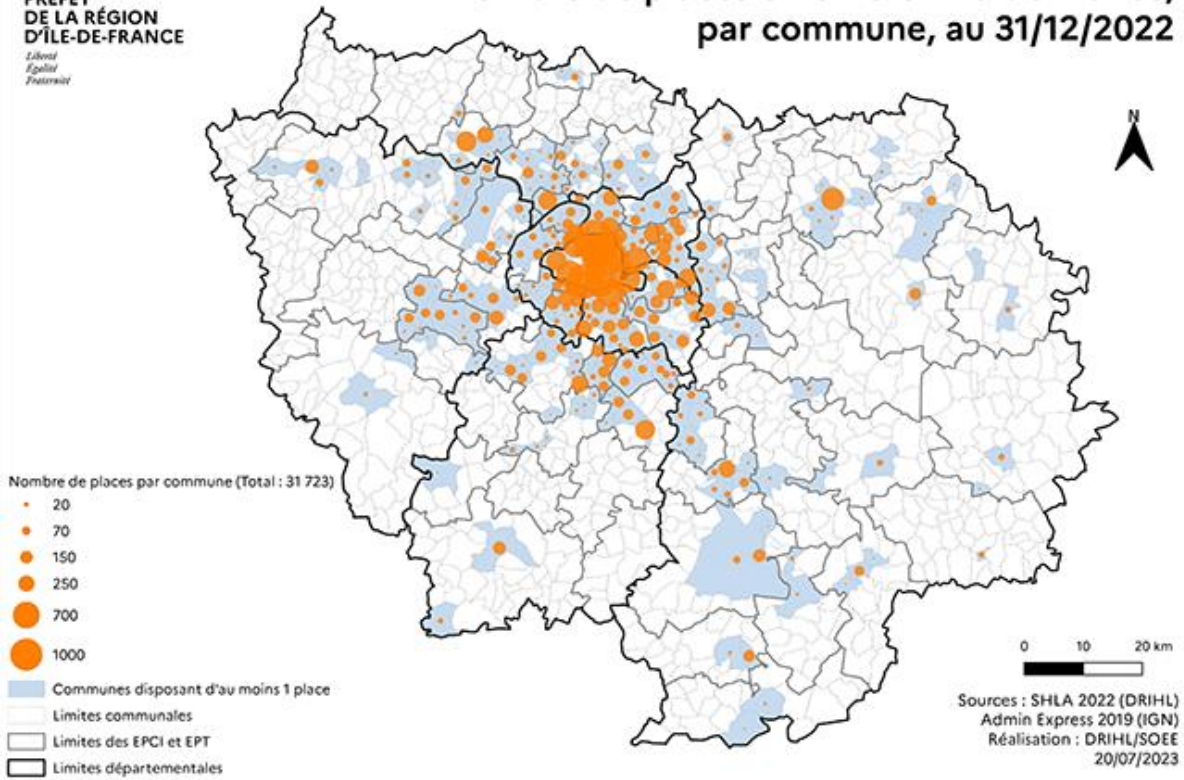 DE LA RÉGION
D'ÎLE-DE-FRANCE
Liberté
Égalité
Fraternité
par commune, au 31/12/2022
N
Nombre de places par commune (Total : 31 723)
20
70
150
250
700
1000
Communes disposant d'au moins 1 place
Limites communales
Limites des EPCI et EPT
Limites départementales
0 10 20 km
Sources : SHLA 2022 (DRIHL)
Admin Express 2019 (IGN)
Réalisation : DRIHL/SOEE
20/07/2023